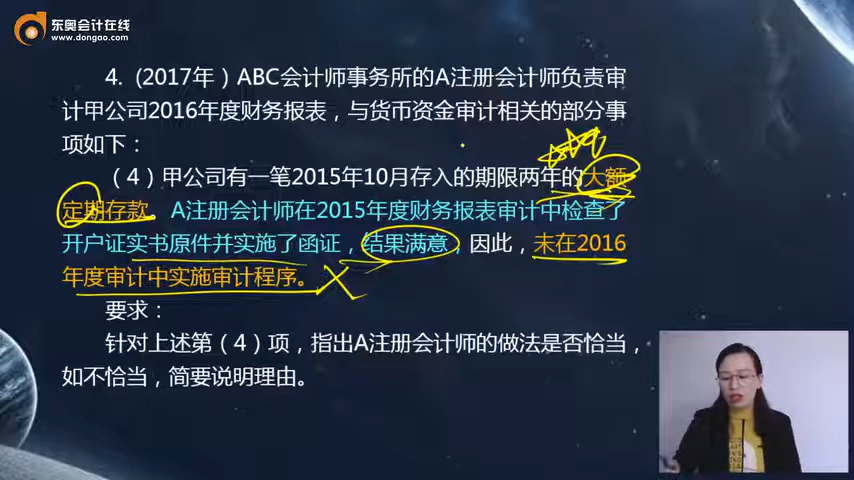 东奥会计在线
www.dongao.com
4.（2017年）ABC会计师事务所的A注册会计师负责审
计甲公司2016年度财务报表，与货币资金审计相关的部分事
项如下：
（4）甲公司有一笔2015年10月存入的期限两年的大额
定期存款。A注册会计师在2015年度财务报表审计中检查了
开户证实书原件并实施了函证，结果满意，因此，未在2016
年度审计中实施审计程序。
要求：
针对上述第（4）项，指出A注册会计师的做法是否恰当，
如不恰当，简要说明理由。